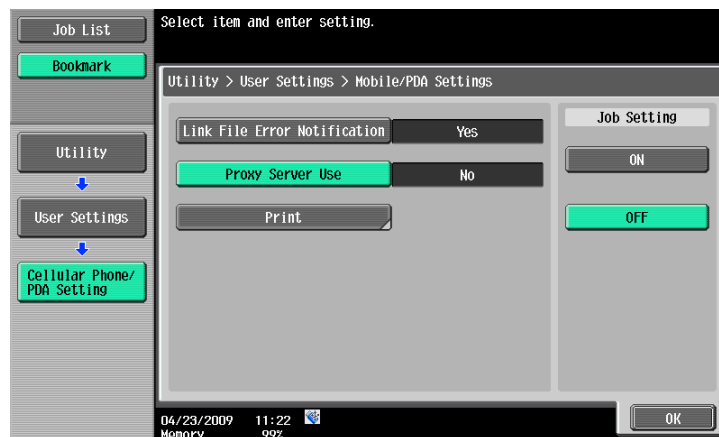 Job List
Bookmark
Utility
User Settings
Cellular Phone/
PDA Setting
Select item and enter setting.
Utility > User Settings > Mobile/PDA Settings
Link File Error Notification Yes
Proxy Server Use No
Print
Job Setting
ON
OFF
04/23/2009 11:22
Memory 99%
OK